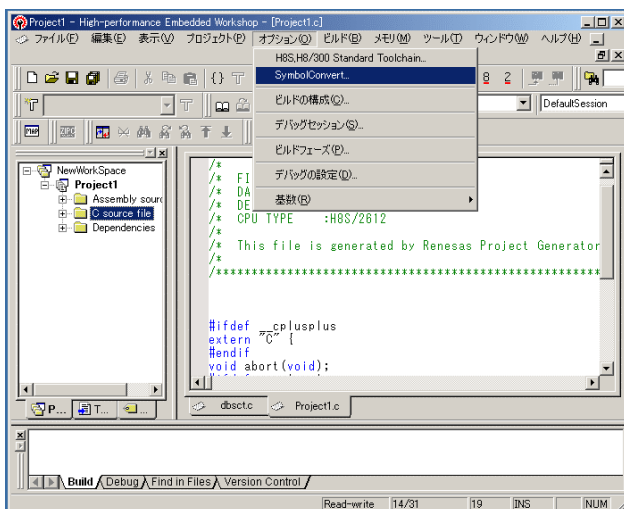 Project1 - High-performance Embedded Workshop - [Project1.c]
ファイル(F) 編集(E) 表示(V) プロジェクト(P) オプション(O) ビルド(B) メモリ(M) ツール(T) ウィンドウ(W) ヘルプ(H)
H8S,H8/300 Standard Toolchain...
SymbolConvert...
ビルドの構成(C)...
デバッグセッション(S)...
ビルドフェーズ(P)...
デバッグの設定(D)...
基数(R)
DefaultSession
NewWorkSpace
Project1
Assembly sourc
C source file
Dependencies
/*
/* FI
/* DA
/* DE
/* CPU TYPE :H8S/2612
/*
/* This file is generated by Renesas Project Generator
/*
/*******************************************************
#ifdef __cplusplus
extern "C" {
#endif
void abort(void);
P... T... ...
dbsct.c Project1.c
Build Debug Find in Files Version Control
Read-write 14/31 19 INS NUM